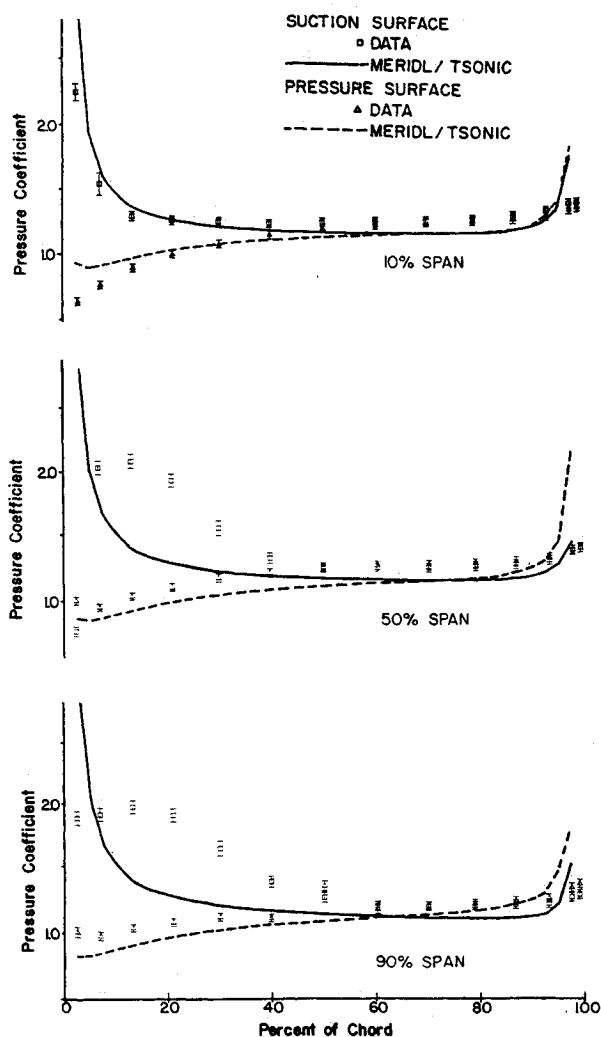 SUCTION SURFACE
DATA
MERIDL/TSONIC
PRESSURE SURFACE
DATA
MERIDL/TSONIC
Pressure Coefficient
2.0
1.0
10% SPAN
Pressure Coefficient
2.0
1.0
50% SPAN
Pressure Coefficient
2.0
1.0
90% SPAN
0 20 40 60 80 100
Percent of Chord